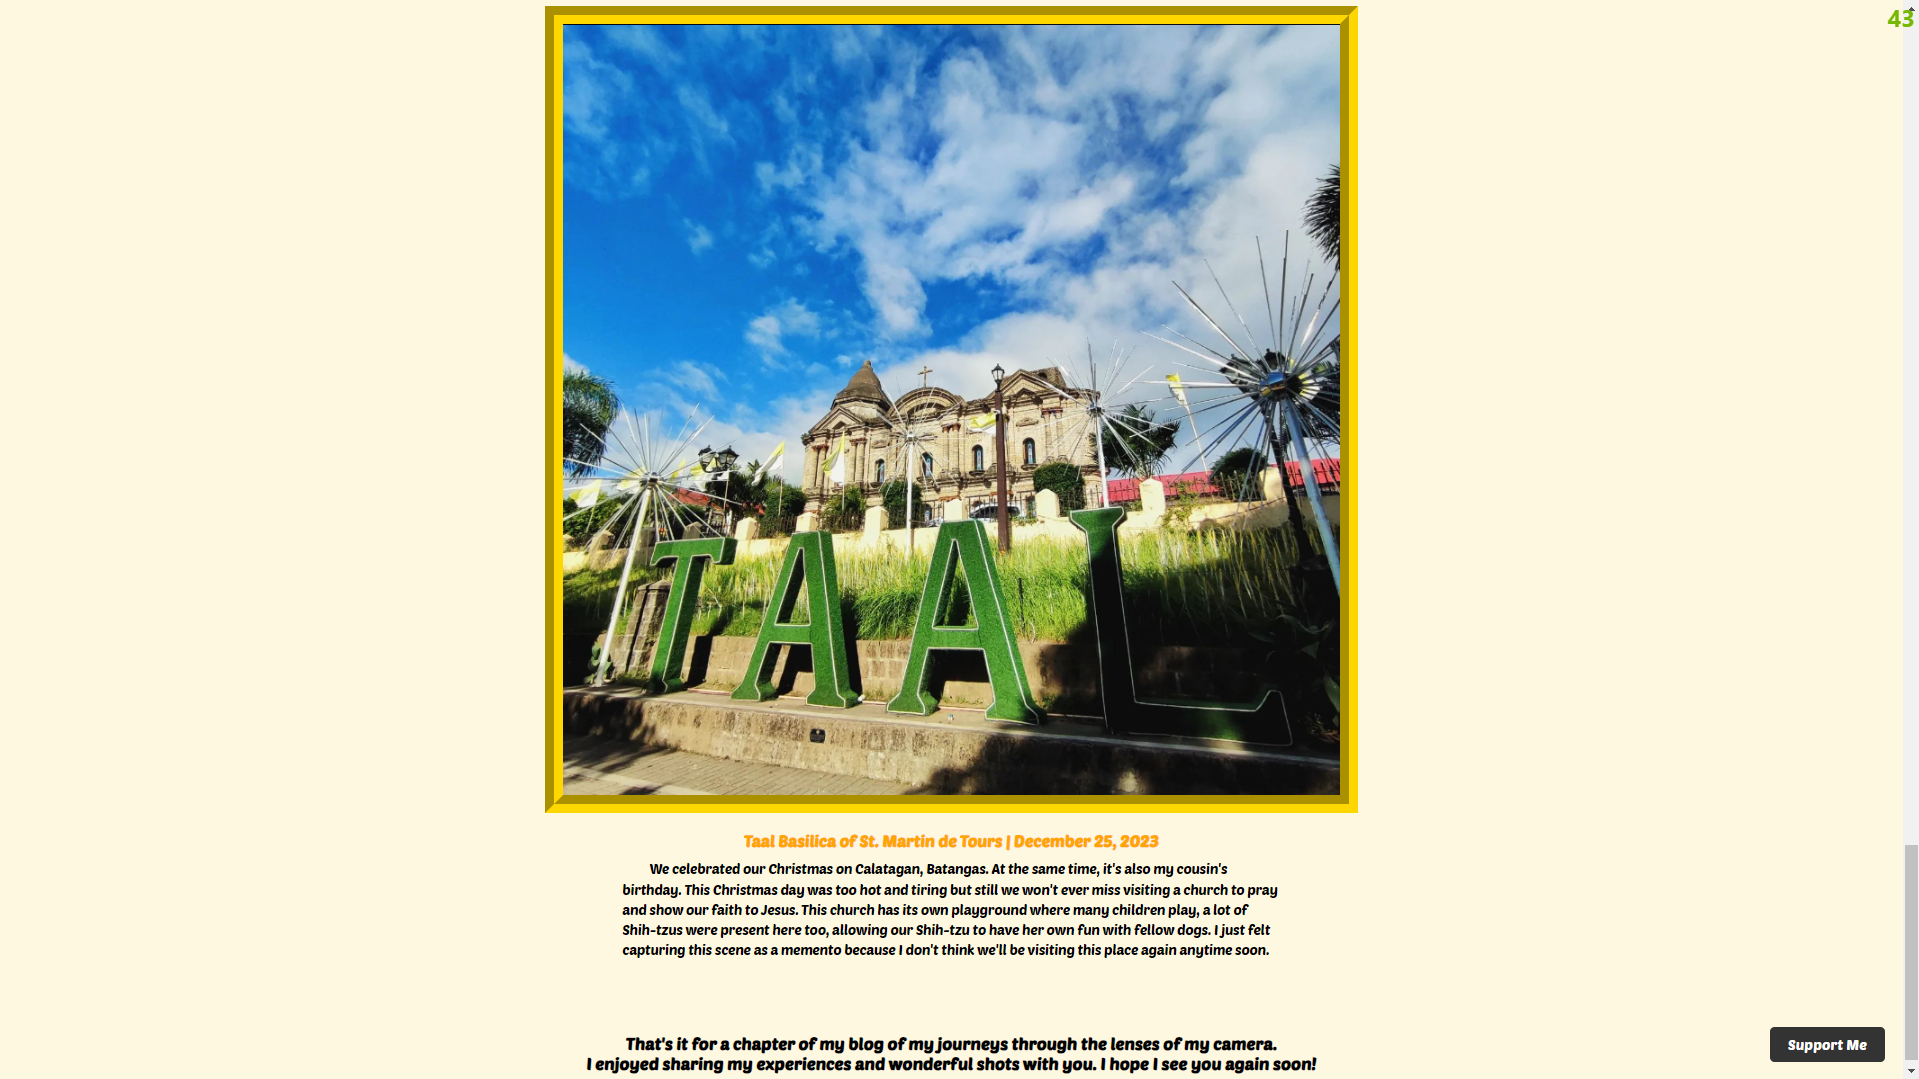 43
TAAL
Taal Basilica of St. Martin de Tours | December 25, 2023
We celebrated our Christmas on Calatagan, Batangas. At the same time, it's also my cousin's
birthday. This Christmas day was too hot and tiring but still we won't ever miss visiting a church to pray
and show our faith to Jesus. This church has its own playground where many children play, a lot of
Shih-tzus were present here too, allowing our Shih-tzu to have her own fun with fellow dogs. I just felt
capturing this scene as a memento because I don't think we'll be visiting this place again anytime soon.
That's it for a chapter of my blog of my journeys through the lenses of my camera.
I enjoyed sharing my experiences and wonderful shots with you. I hope I see you again soon!
Support Me